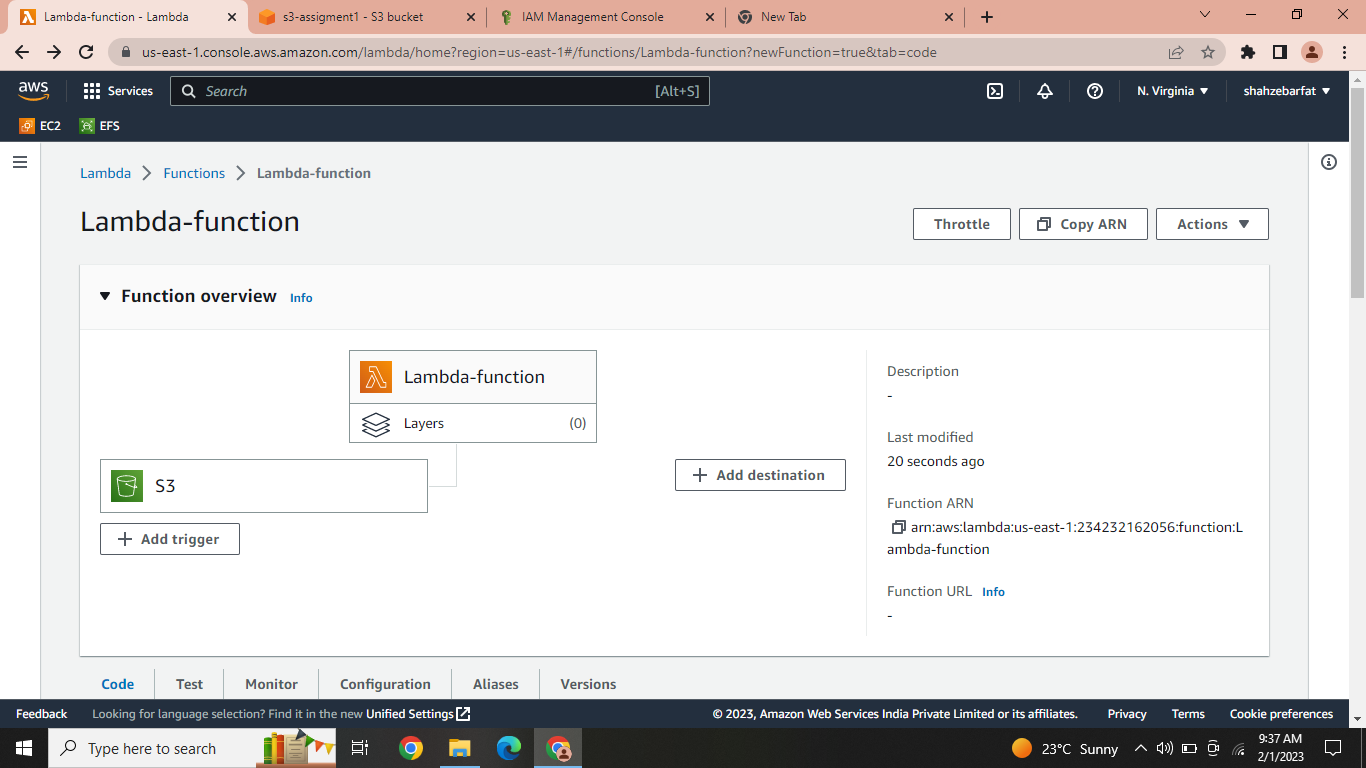 Lambda-function - Lambda
s3-assigment1 - S3 bucket
IAM Management Console
New Tab
us-east-1.console.aws.amazon.com/lambda/home?region=us-east-1#/functions/Lambda-function?newFunction=true&tab=code
aws
Services
Search
[Alt+S]
N. Virginia
shahzebarfat
EC2
EFS
Lambda
Functions
Lambda-function
Lambda-function
Throttle
Copy ARN
Actions
Function overview
Info
Lambda-function
Layers
(0)
S3
Add trigger
Add destination
Description
-
Last modified
20 seconds ago
Function ARN
arn:aws:lambda:us-east-1:234232162056:function:L
ambda-function
Function URL
Info
-
Code
Test
Monitor
Configuration
Aliases
Versions
Feedback
Looking for language selection? Find it in the new Unified Settings
© 2023, Amazon Web Services India Private Limited or its affiliates.
Privacy
Terms
Cookie preferences
Type here to search
23°C Sunny
9:37 AM
2/1/2023